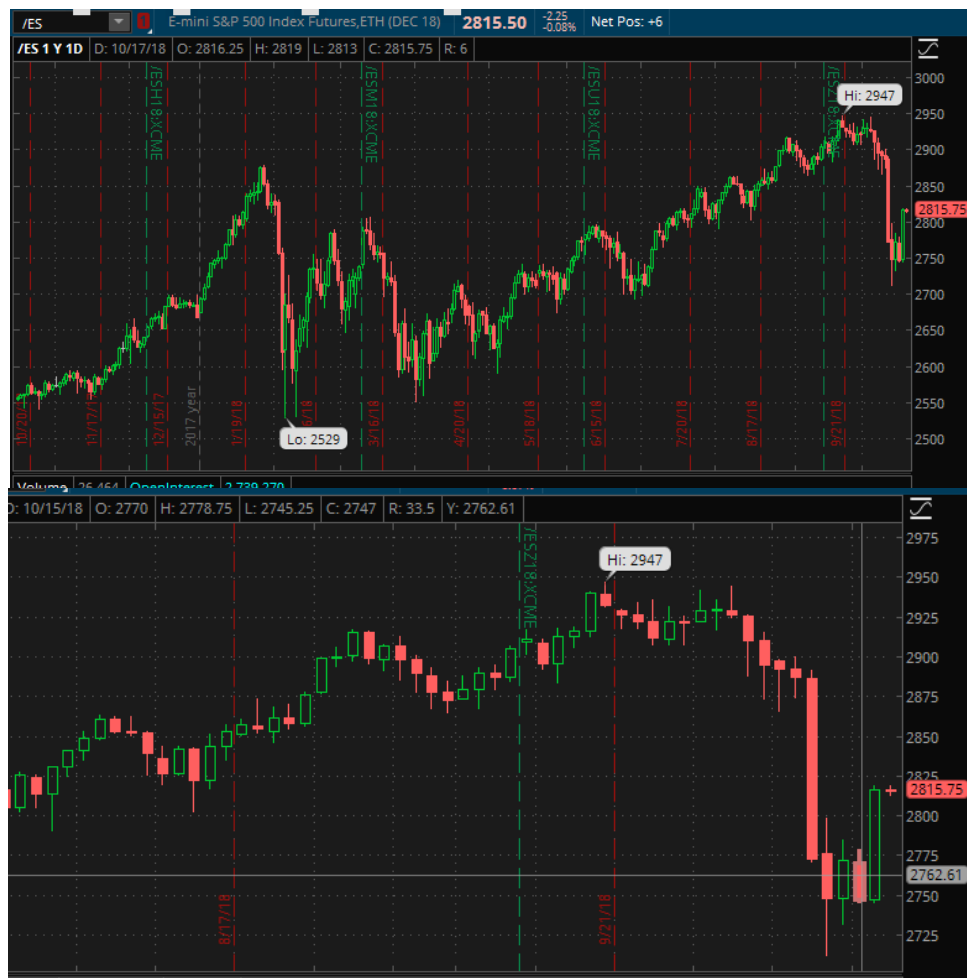 /ES 1 E-mini S&P 500 Index Futures,ETH (DEC 18) 2815.50 -2.25 -0.08% Net Pos: +6
/ES 1 Y 1D D: 10/17/18 O: 2816.25 H: 2819 L: 2813 C: 2815.75 R: 6
/ESH18:XCME
/ESM18:XCME
/ESU18:XCME
/ESZ18:XCME
Hi: 2947
Lo: 2529
3000
2950
2900
2850
2815.75
2800
2750
2700
2650
2600
2550
2500
11/17/17
12/15/17
2017 year
1/19/18
3/16/18
4/20/18
5/18/18
6/15/18
7/20/18
8/17/18
9/21/18
Volume 26,464 OpenInterest 2,739,270
D: 10/15/18 O: 2770 H: 2778.75 L: 2745.25 C: 2747 R: 33.5 Y: 2762.61
/ESZ18:XCME
Hi: 2947
2975
2950
2925
2900
2875
2850
2825
2815.75
2800
2775
2762.61
2750
2725
8/17/18
9/21/18